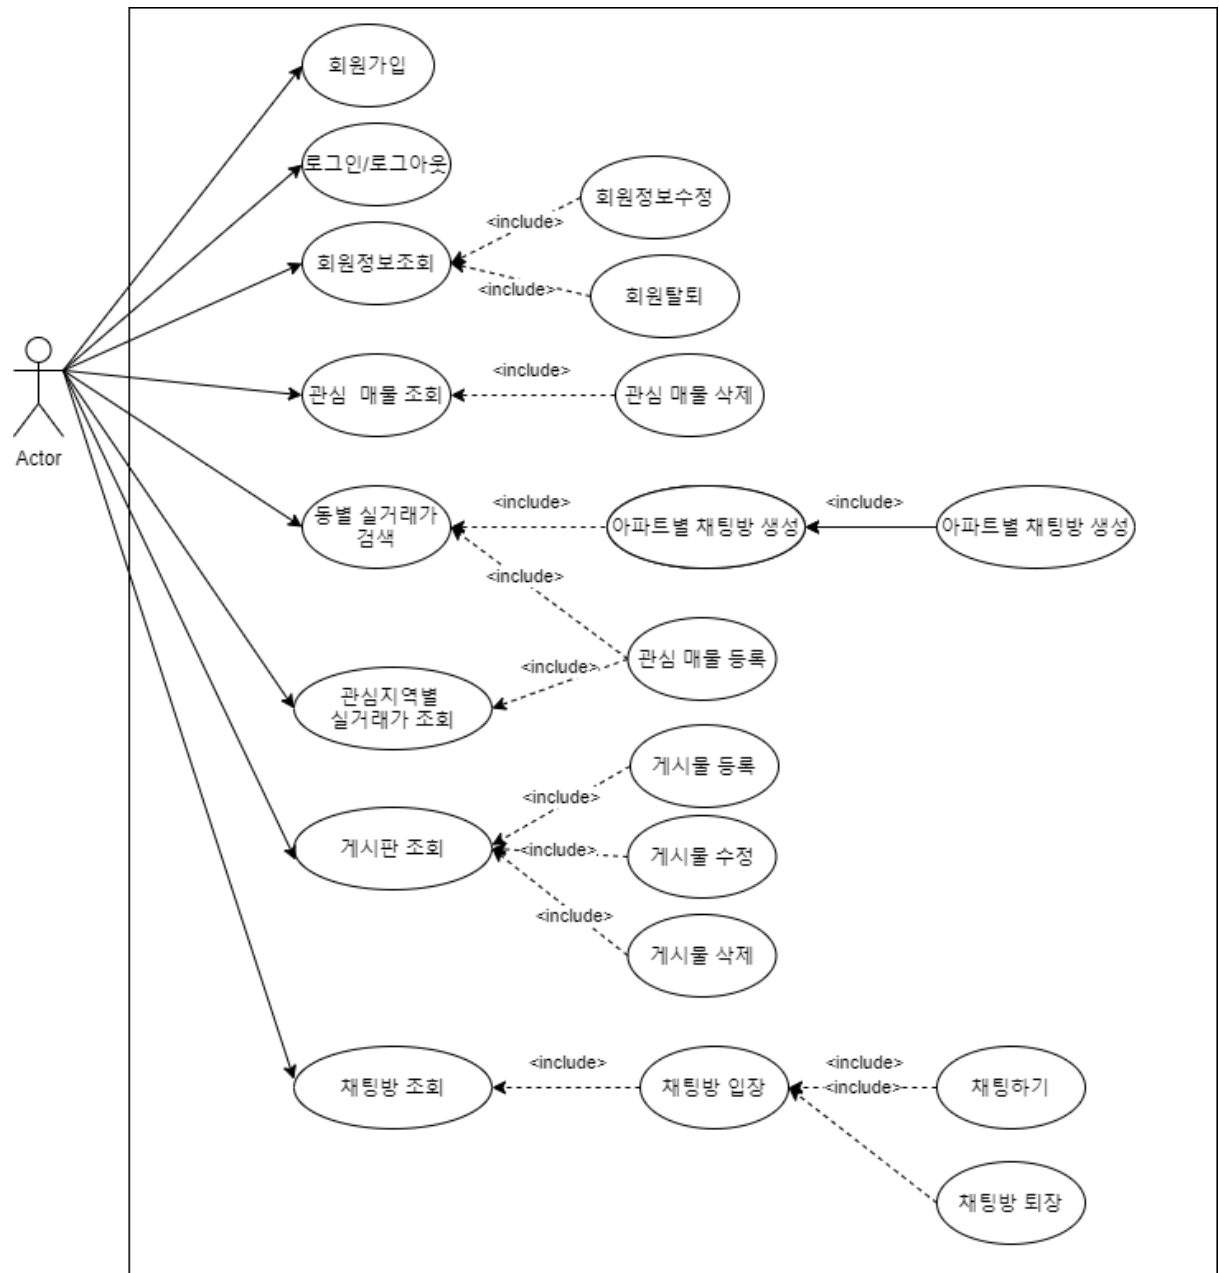 회원가입
로그인/로그아웃
회원정보수정
<include>
회원정보조회
<include>
회원탈퇴
<include>
관심 매물 조회
관심 매물 삭제
Actor
<include>
<include>
동별 실거래가
검색
아파트별 채팅방 생성
아파트별 채팅방 생성
<include>
관심 매물 등록
<include>
관심지역별
실거래가 조회
게시물 등록
<include>
게시판 조회
<include>
게시물 수정
<include>
게시물 삭제
<include>
<include>
<include>
채팅방 조회
채팅방 입장
채팅하기
채팅방 퇴장